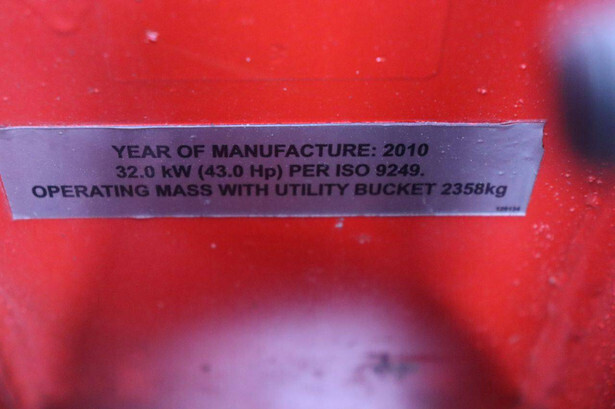 YEAR OF MANUFACTURE: 2010
32.0 kW (43.0 Hp) PER ISO 9249.
OPERATING MASS WITH UTILITY BUCKET 2358kg